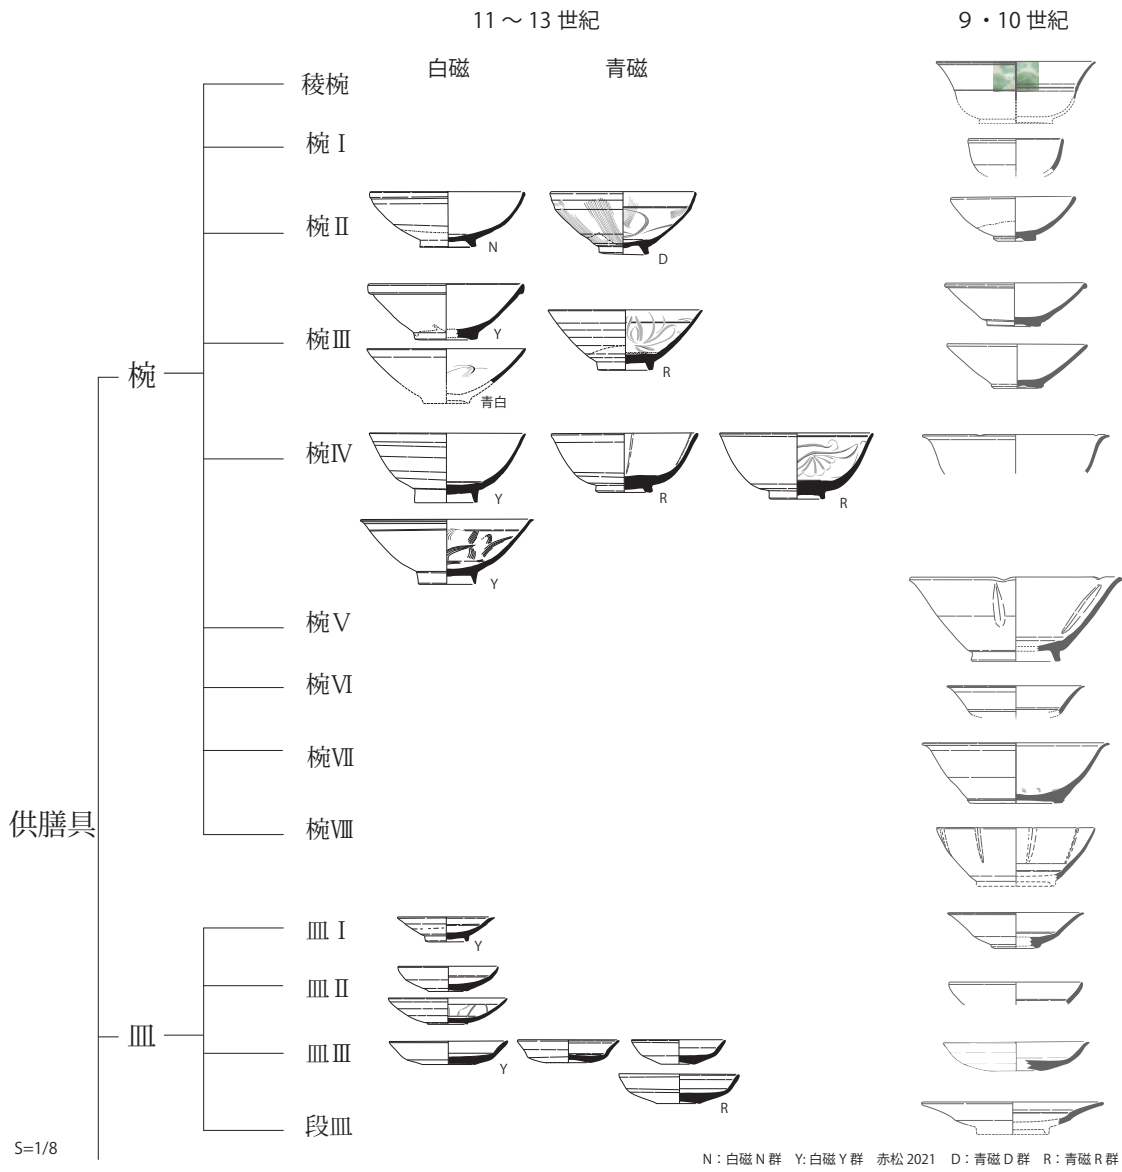 11 ～ 13 世紀
9・10 世紀
白磁
青磁
稜椀
椀Ⅰ
椀Ⅱ
N
D
椀Ⅲ
Y
R
青白
椀
椀Ⅳ
Y
R
R
Y
椀Ⅴ
椀Ⅵ
椀Ⅶ
供膳具
椀Ⅷ
皿Ⅰ
Y
皿Ⅱ
皿
皿Ⅲ
Y
R
段皿
S=1/8
N：白磁 N 群 Y: 白磁 Y 群 赤松 2021 D：青磁 D 群 R：青磁 R 群